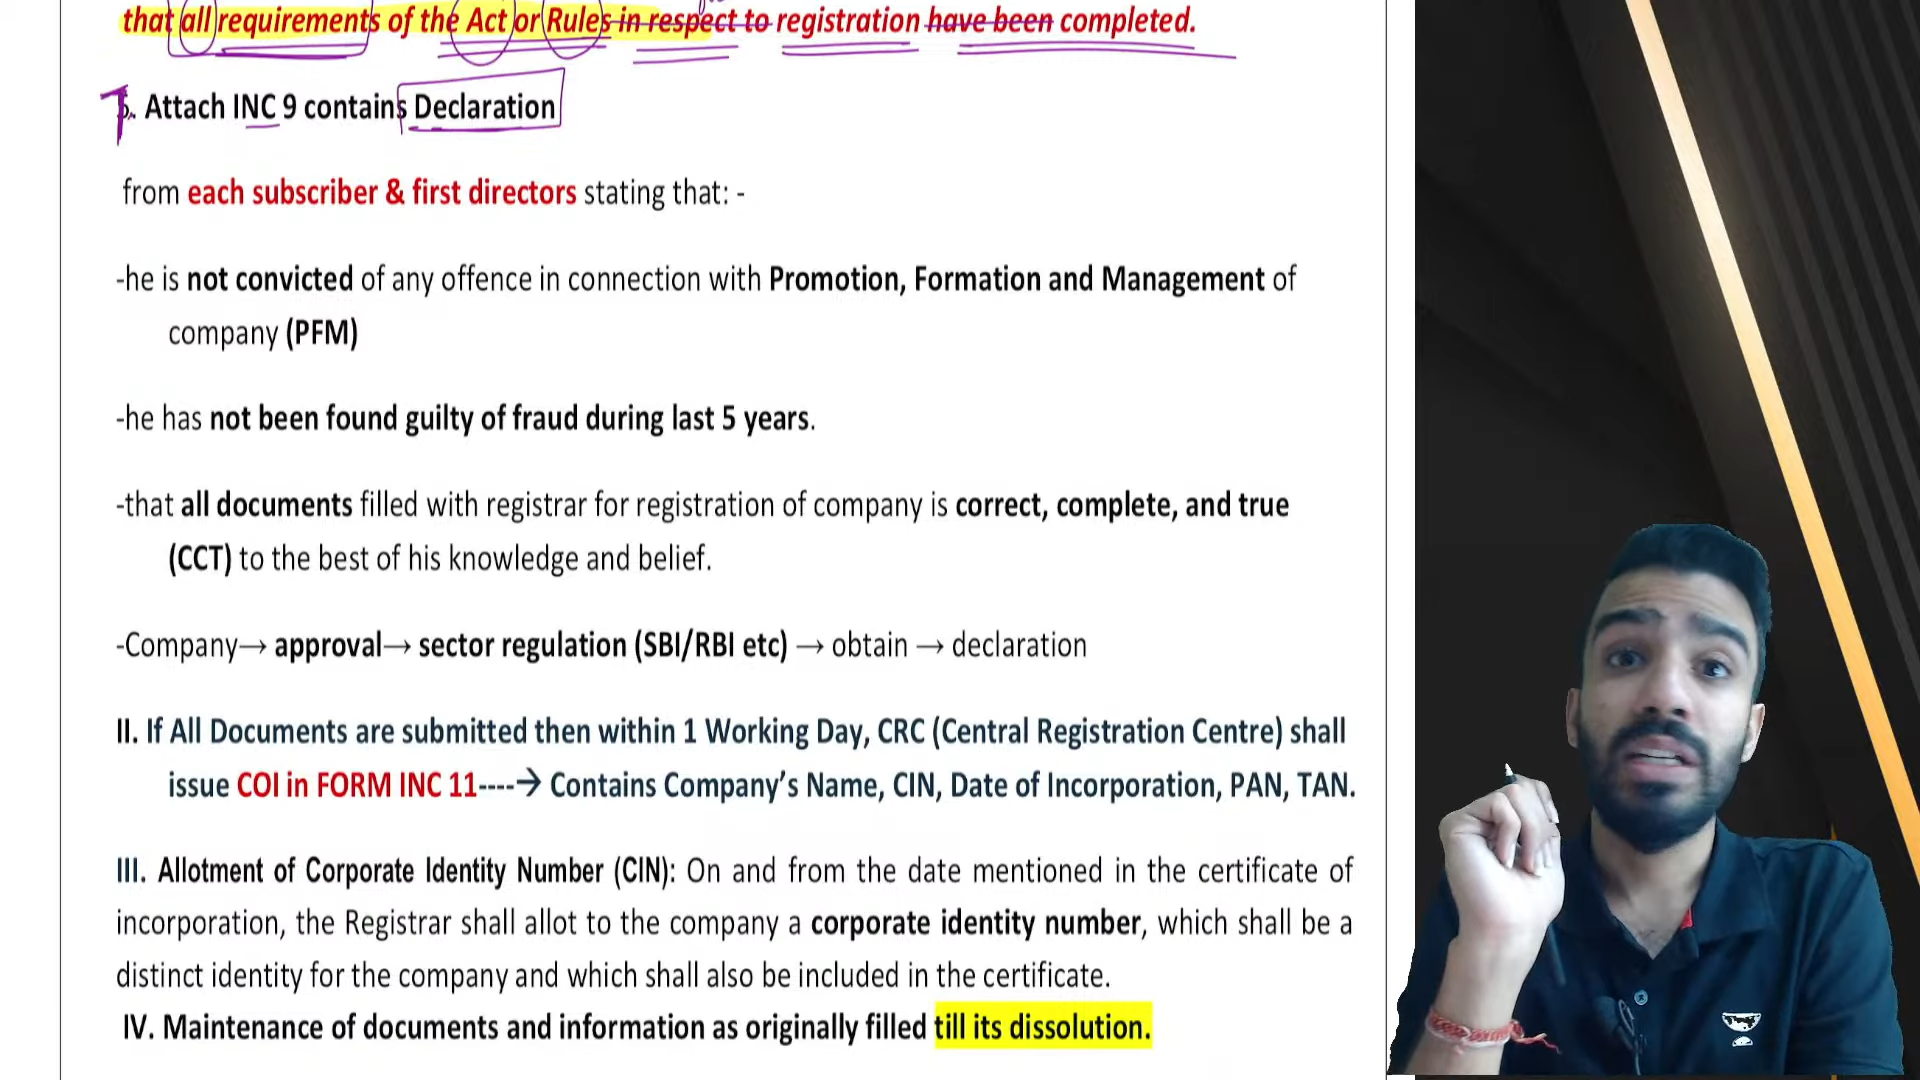 that all requirements of the Act or Rules in respect to registration have been completed.
7. Attach INC 9 contains Declaration
from each subscriber & first directors stating that: -
-he is not convicted of any offence in connection with Promotion, Formation and Management of
company (PFM)
-he has not been found guilty of fraud during last 5 years.
-that all documents filled with registrar for registration of company is correct, complete, and true
(CCT) to the best of his knowledge and belief.
-Company→ approval→ sector regulation (SBI/RBI etc) → obtain → declaration
II. If All Documents are submitted then within 1 Working Day, CRC (Central Registration Centre) shall
issue COI in FORM INC 11----→ Contains Company’s Name, CIN, Date of Incorporation, PAN, TAN.
III. Allotment of Corporate Identity Number (CIN): On and from the date mentioned in the certificate of
incorporation, the Registrar shall allot to the company a corporate identity number, which shall be a
distinct identity for the company and which shall also be included in the certificate.
IV. Maintenance of documents and information as originally filled till its dissolution.